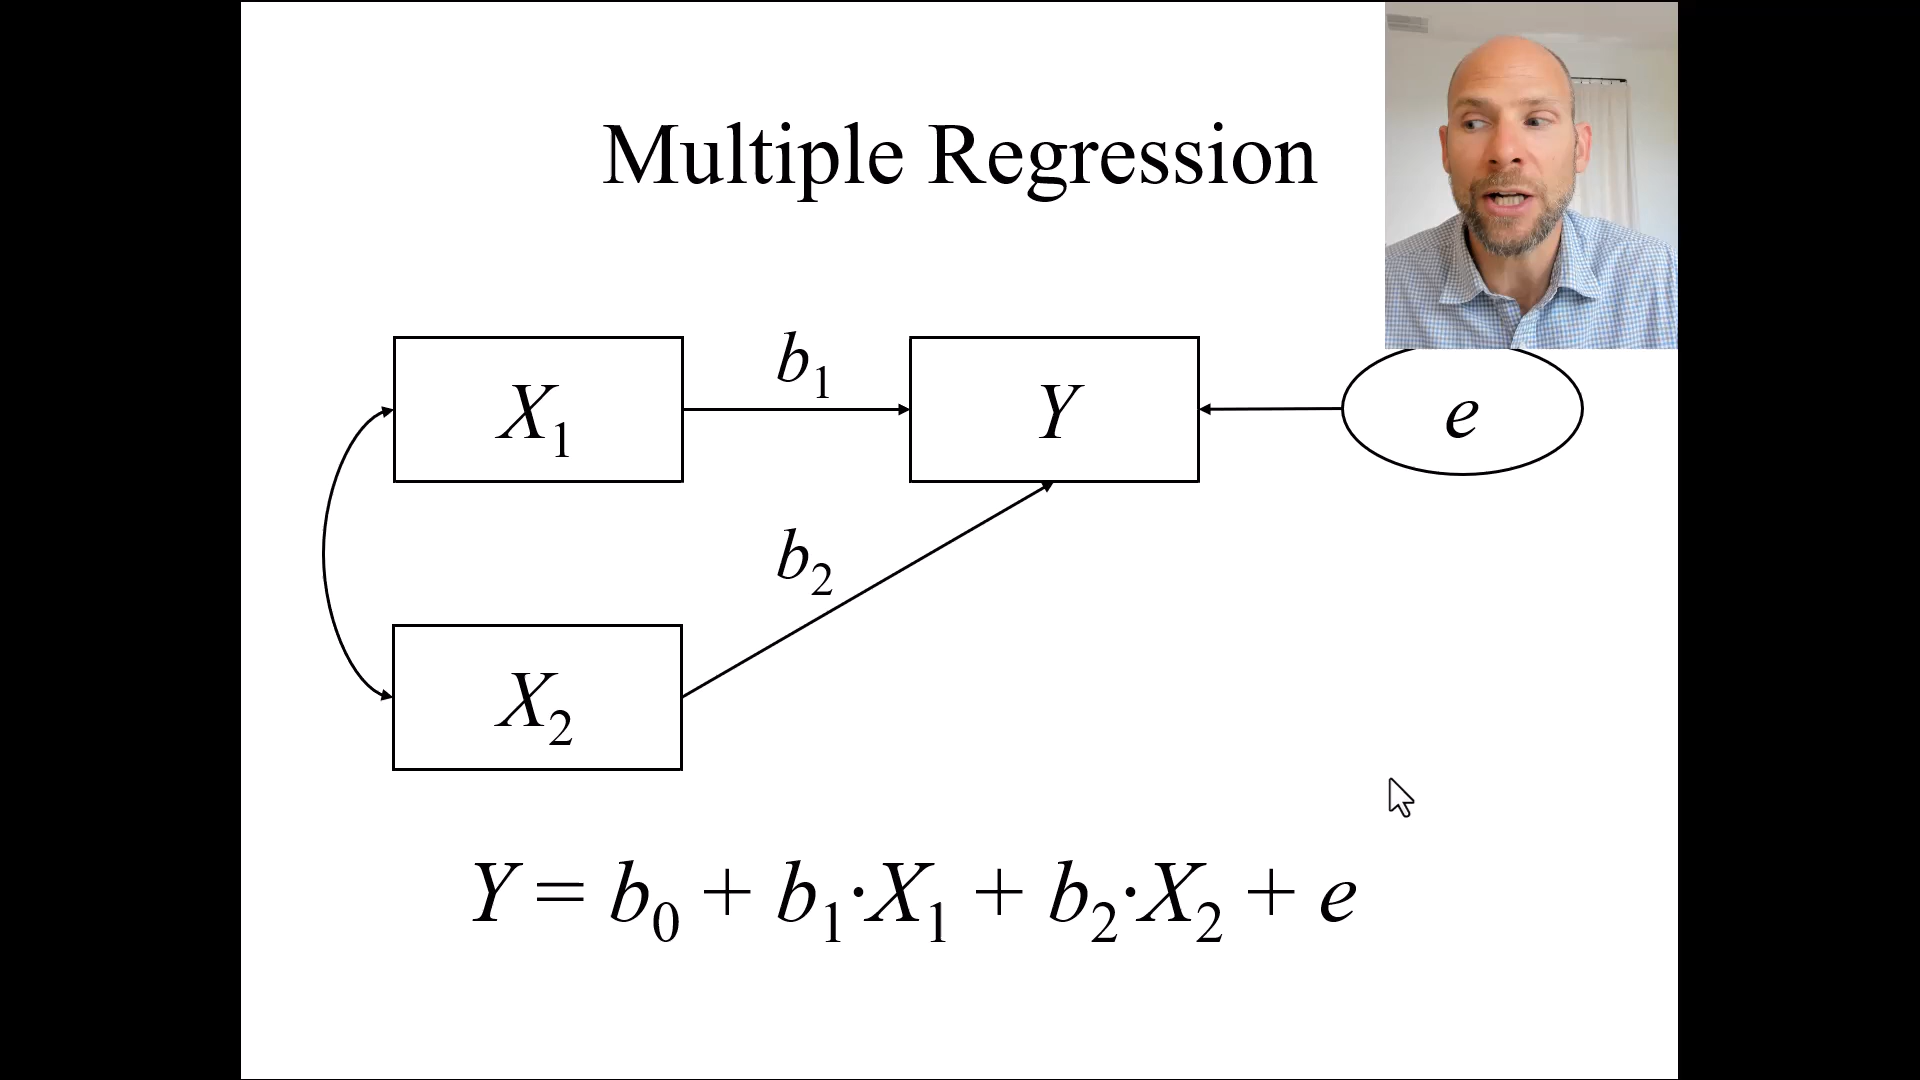 Multiple Regression
b₁
X₁
Y
e
b₂
X₂
Y = b₀ + b₁·X₁ + b₂·X₂ + e